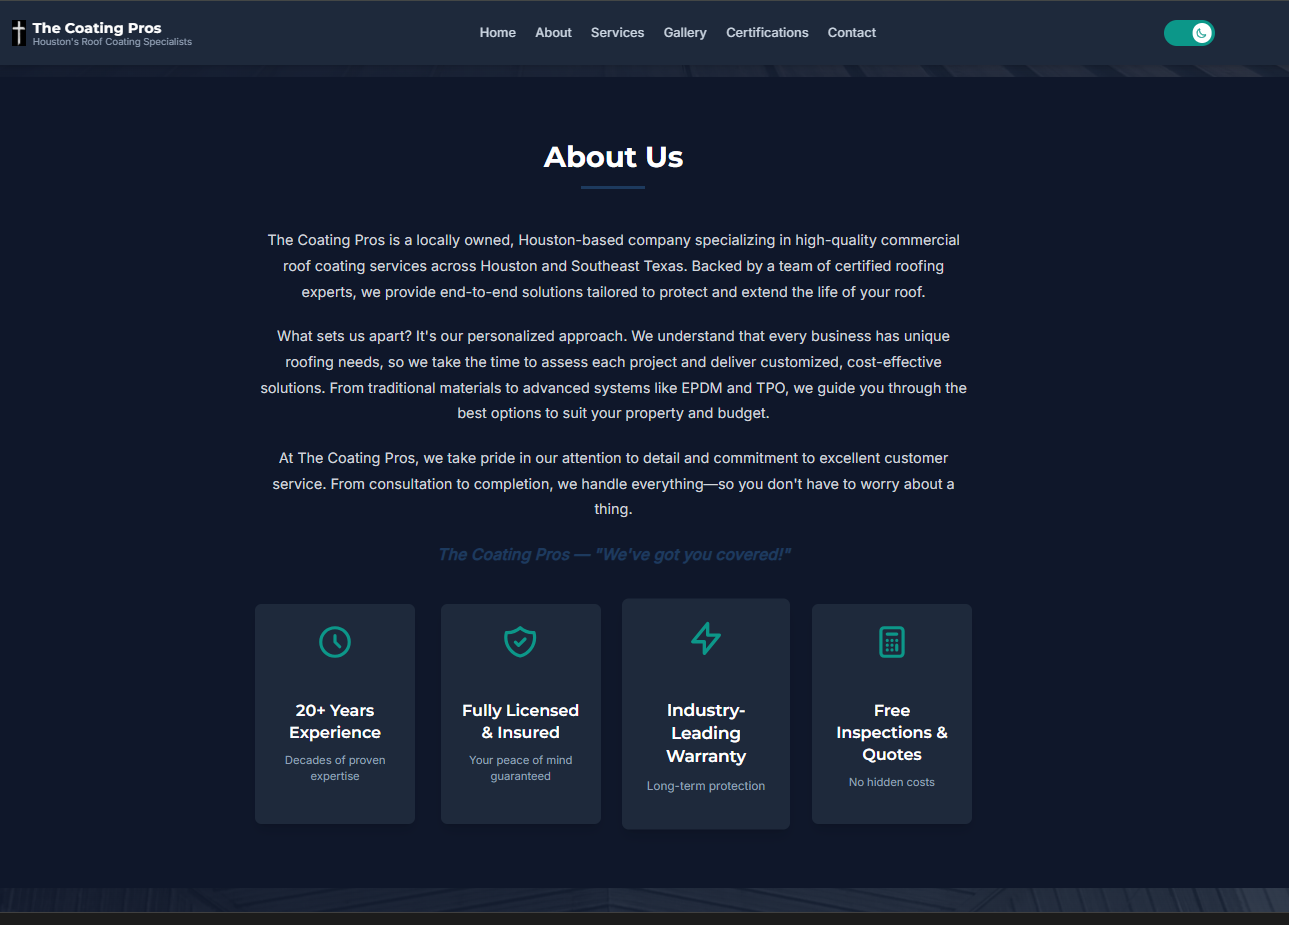 The Coating Pros
Houston's Roof Coating Specialists
Home About Services Gallery Certifications Contact
About Us
The Coating Pros is a locally owned, Houston-based company specializing in high-quality commercial
roof coating services across Houston and Southeast Texas. Backed by a team of certified roofing
experts, we provide end-to-end solutions tailored to protect and extend the life of your roof.
What sets us apart? It's our personalized approach. We understand that every business has unique
roofing needs, so we take the time to assess each project and deliver customized, cost-effective
solutions. From traditional materials to advanced systems like EPDM and TPO, we guide you through the
best options to suit your property and budget.
At The Coating Pros, we take pride in our attention to detail and commitment to excellent customer
service. From consultation to completion, we handle everything—so you don't have to worry about a
thing.
The Coating Pros — "We've got you covered!"
20+ Years
Experience
Decades of proven
expertise
Fully Licensed
& Insured
Your peace of mind
guaranteed
Industry-
Leading
Warranty
Long-term protection
Free
Inspections &
Quotes
No hidden costs